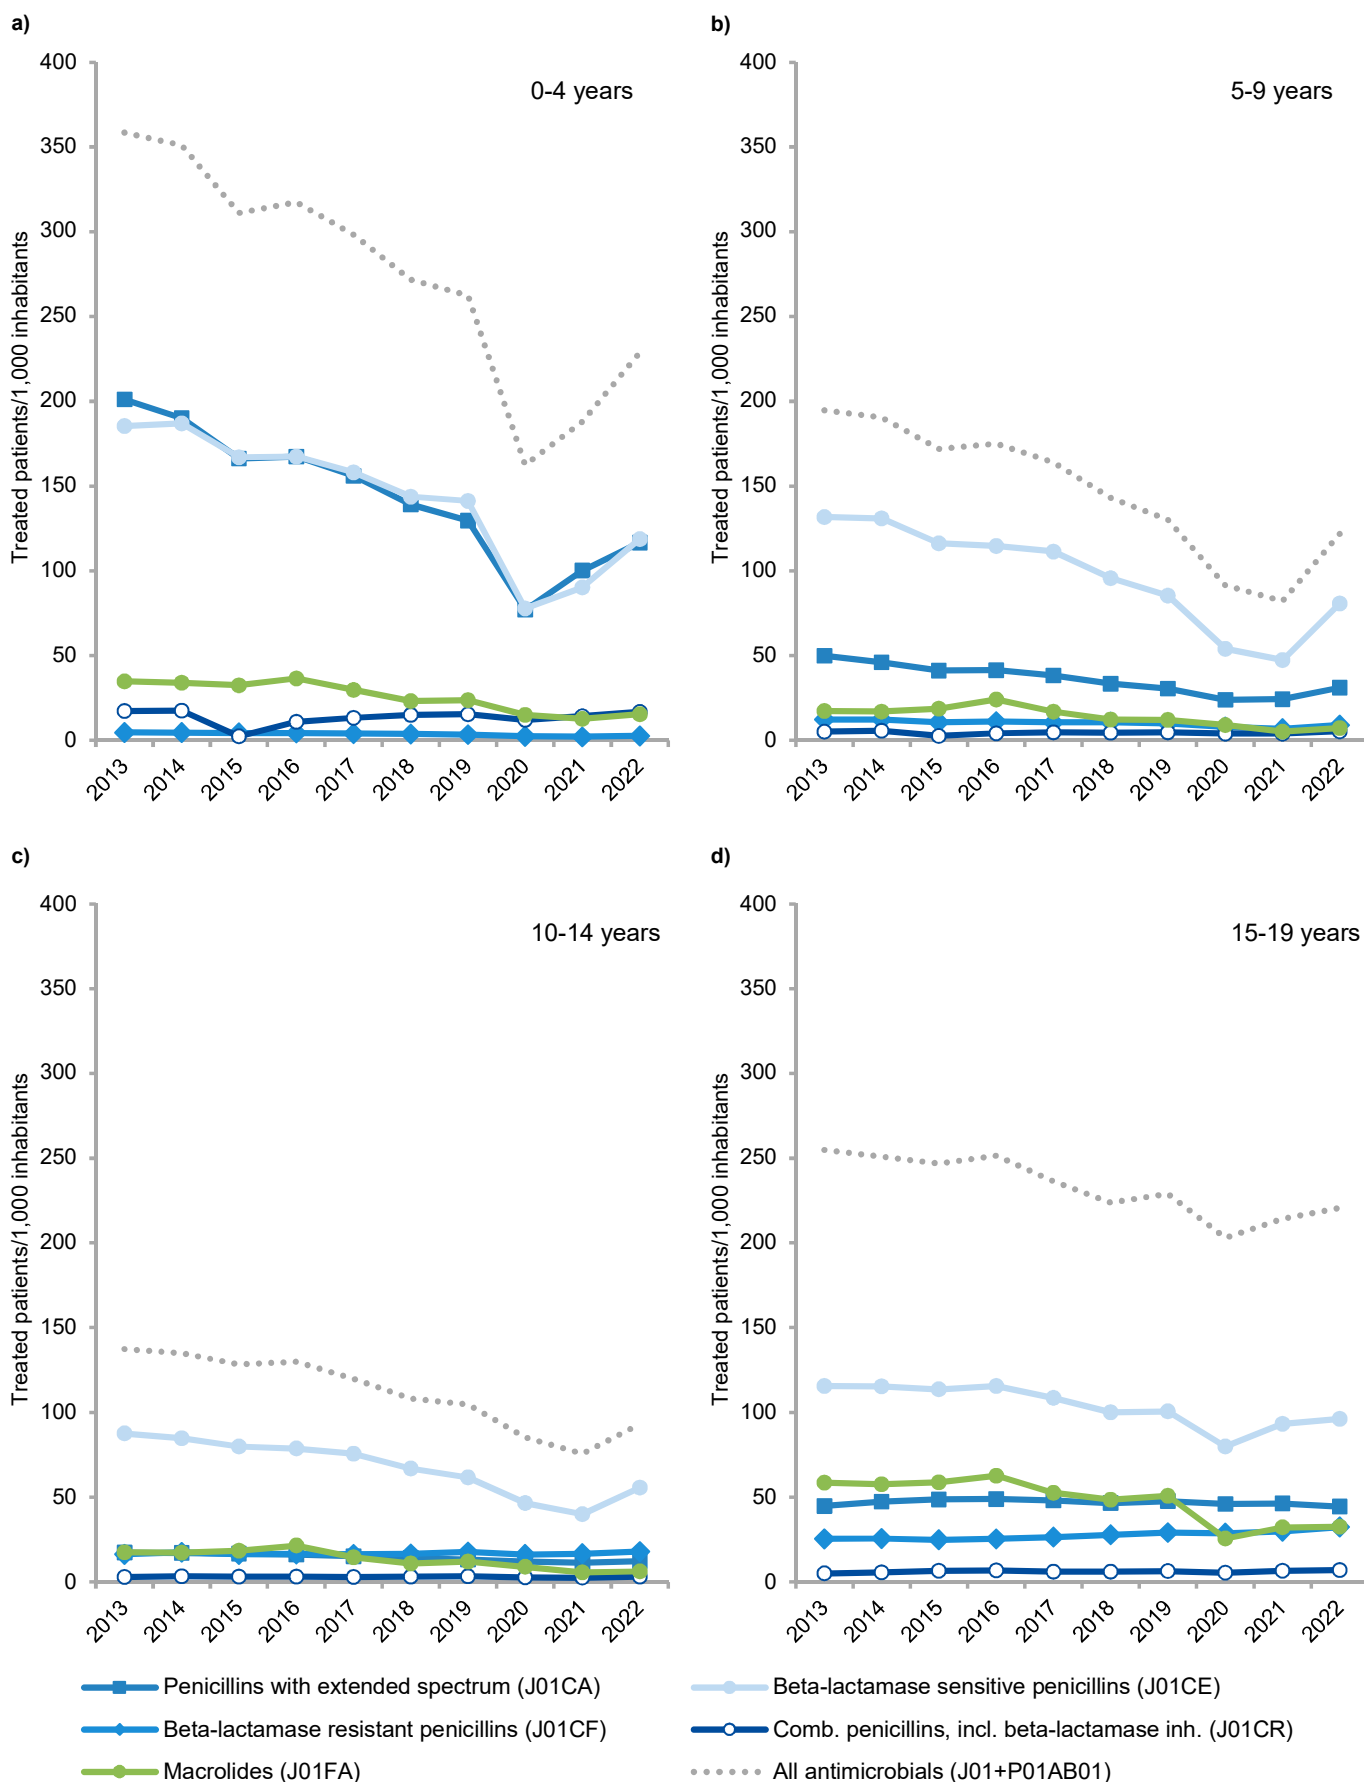 a)
0-4 years
Treated patients/1,000 inhabitants
400
350
300
250
200
150
100
50
0
2013 2014 2015 2016 2017 2018 2019 2020 2021 2022
b)
5-9 years
Treated patients/1,000 inhabitants
400
350
300
250
200
150
100
50
0
2013 2014 2015 2016 2017 2018 2019 2020 2021 2022
c)
10-14 years
Treated patients/1,000 inhabitants
400
350
300
250
200
150
100
50
0
2013 2014 2015 2016 2017 2018 2019 2020 2021 2022
d)
15-19 years
Treated patients/1,000 inhabitants
400
350
300
250
200
150
100
50
0
2013 2014 2015 2016 2017 2018 2019 2020 2021 2022
Penicillins with extended spectrum (J01CA)
Beta-lactamase sensitive penicillins (J01CE)
Beta-lactamase resistant penicillins (J01CF)
Comb. penicillins, incl. beta-lactamase inh. (J01CR)
Macrolides (J01FA)
All antimicrobials (J01+P01AB01)